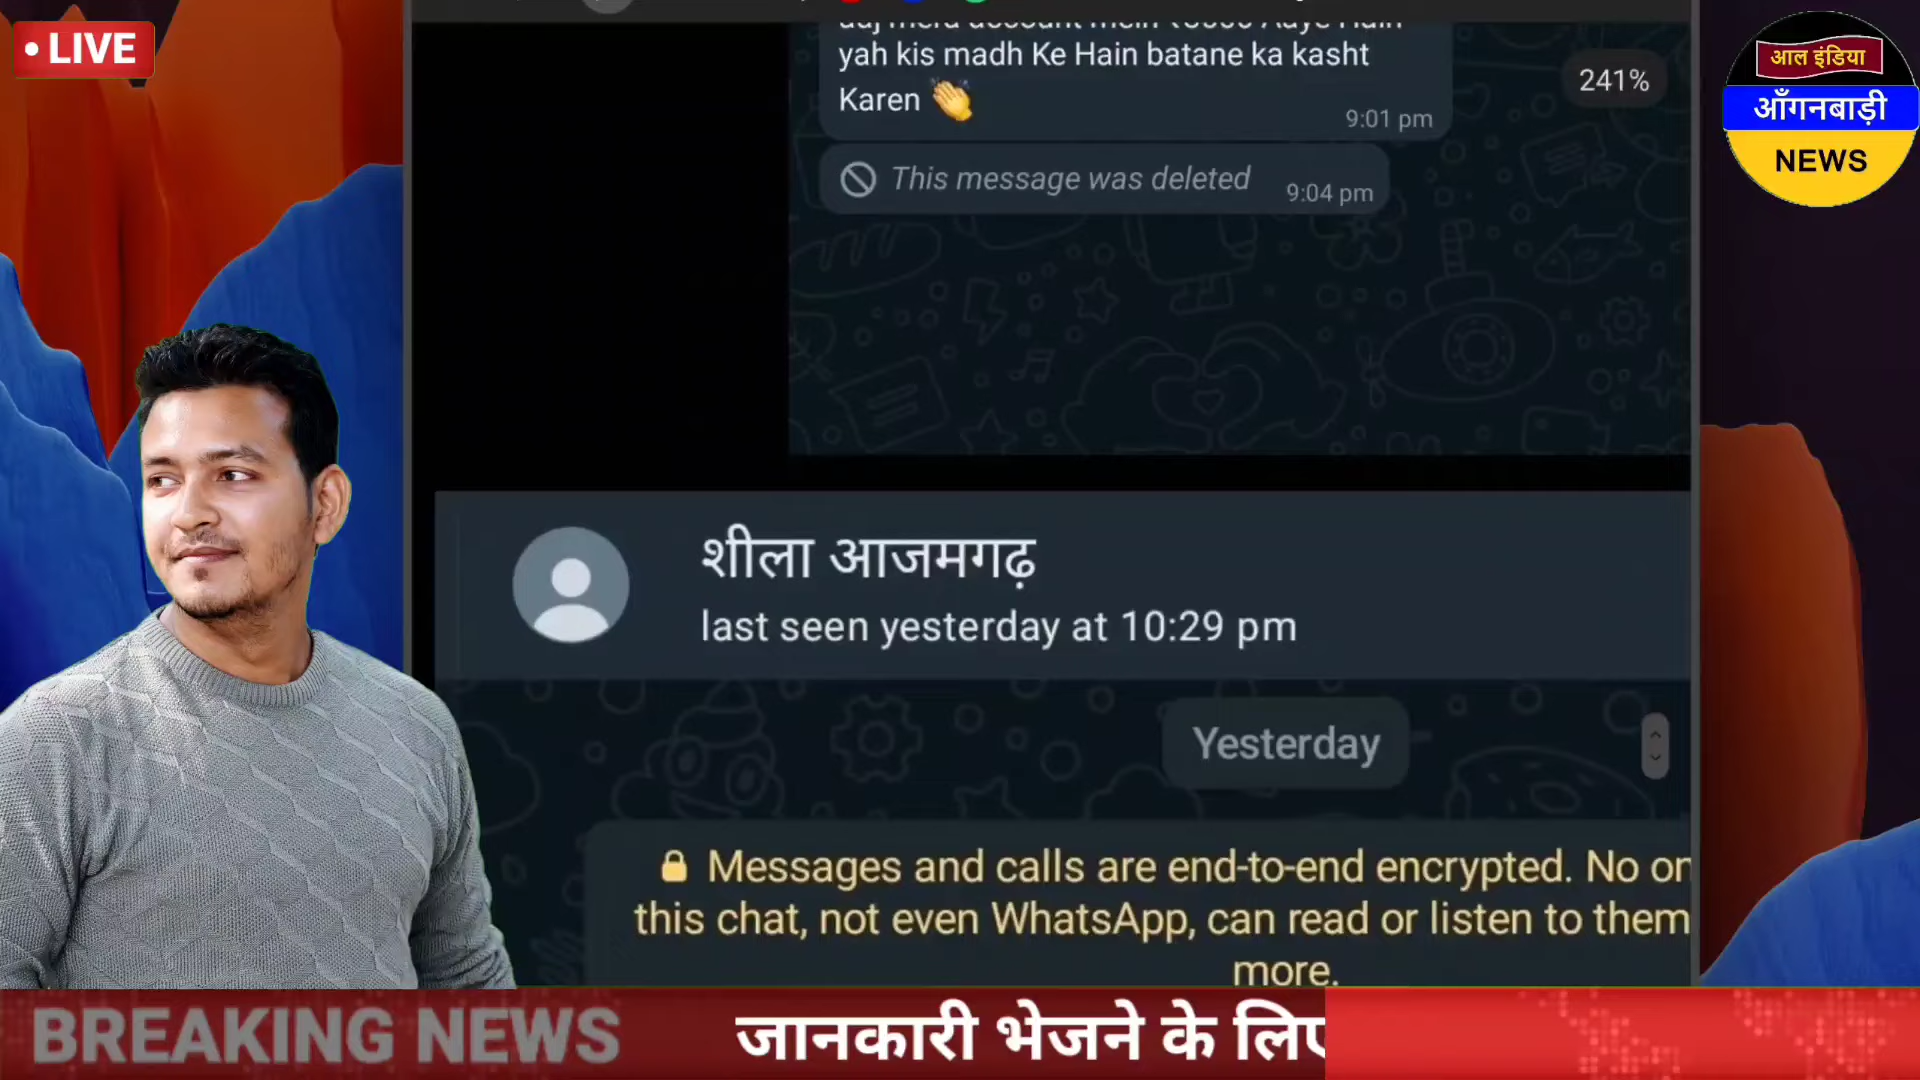 LIVE
yah kis madh Ke Hain batane ka kasht
Karen 👏
9:01 pm
This message was deleted
9:04 pm
241%
आल इंडिया
आँगनबाड़ी
NEWS
शीला आजमगढ़
last seen yesterday at 10:29 pm
Yesterday
Messages and calls are end-to-end encrypted. No on
this chat, not even WhatsApp, can read or listen to them
more.
BREAKING NEWS
जानकारी भेजने के लिए